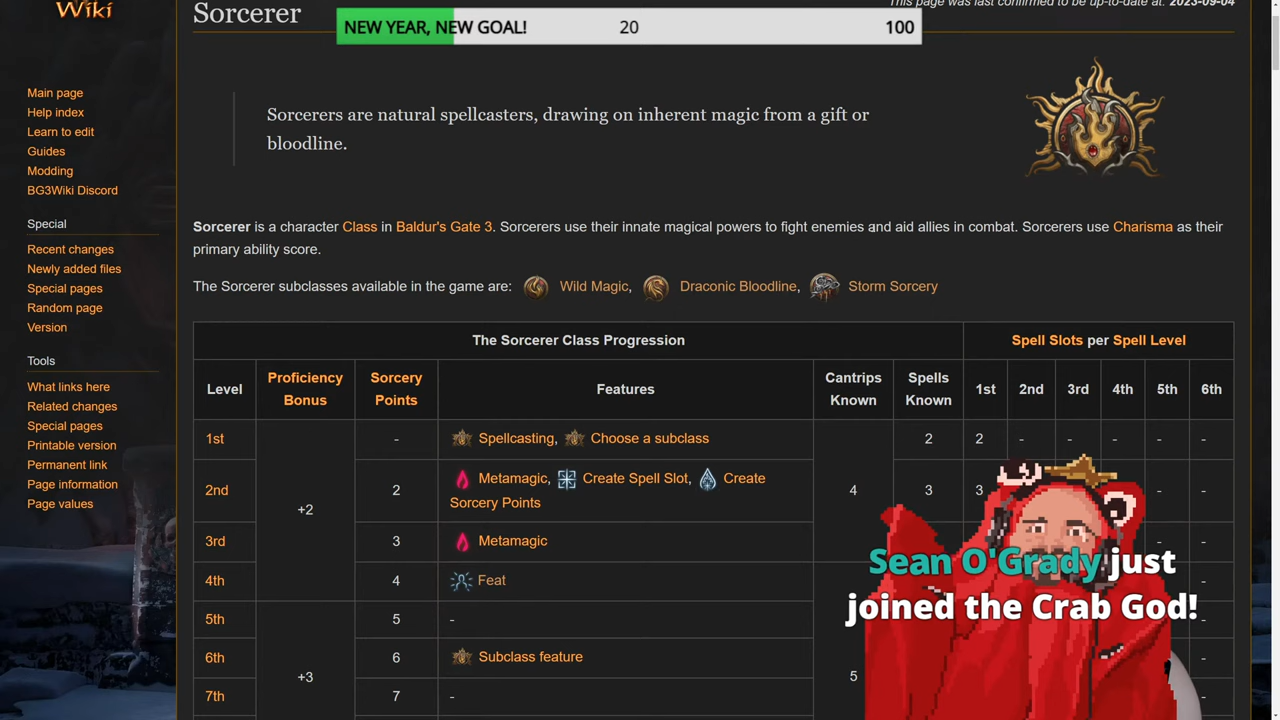 Wiki
Sorcerer
This page was last confirmed to be up-to-date at: 2023-09-04
NEW YEAR, NEW GOAL! 20 100
Sorcerers are natural spellcasters, drawing on inherent magic from a gift or
bloodline.
Main page
Help index
Learn to edit
Guides
Modding
BG3Wiki Discord
Special
Recent changes
Newly added files
Special pages
Random page
Version
Tools
What links here
Related changes
Special pages
Printable version
Permanent link
Page information
Page values
Sorcerer is a character Class in Baldur's Gate 3. Sorcerers use their innate magical powers to fight enemies and aid allies in combat. Sorcerers use Charisma as their
primary ability score.
The Sorcerer subclasses available in the game are: Wild Magic, Draconic Bloodline, Storm Sorcery
The Sorcerer Class Progression Spell Slots per Spell Level
Level Proficiency Bonus Sorcery Points Features Cantrips Known Spells Known 1st 2nd 3rd 4th 5th 6th
1st - Spellcasting, Choose a subclass 2 2 - - - - -
2nd 2 Metamagic, Create Spell Slot, Create
Sorcery Points 4 3 3 - -
+2
3rd 3 Metamagic - -
4th 4 Feat -
5th 5 - -
6th 6 Subclass feature -
+3 5
7th 7 - -
Sean O'Grady just
joined the Crab God!